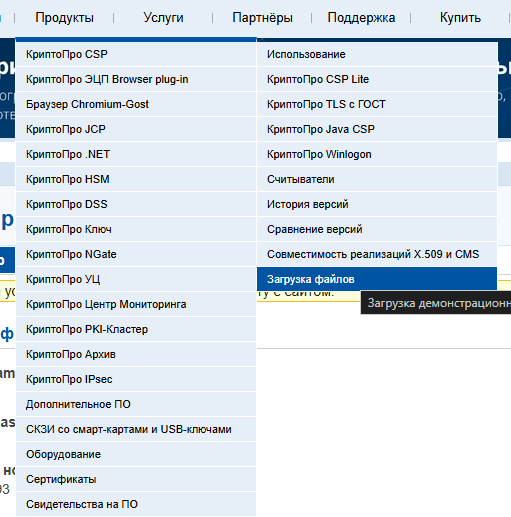 Продукты
Услуги
Партнёры
Поддержка
Купить
КриптоПро CSP
КриптоПро ЭЦП Browser plug-in
Браузер Chromium-Gost
КриптоПро JCP
КриптоПро .NET
КриптоПро HSM
КриптоПро DSS
КриптоПро Ключ
КриптоПро NGate
КриптоПро УЦ
КриптоПро Центр Мониторинга
КриптоПро PKI-Кластер
КриптоПро Архив
КриптоПро IPsec
Дополнительное ПО
СКЗИ со смарт-картами и USB-ключами
Оборудование
Сертификаты
Свидетельства на ПО
Использование
КриптоПро CSP Lite
КриптоПро TLS с ГОСТ
КриптоПро Java CSP
КриптоПро Winlogon
Считыватели
История версий
Сравнение версий
Совместимость реализаций X.509 и CMS
Загрузка файлов
с сайтом.
Загрузка демонстрационн